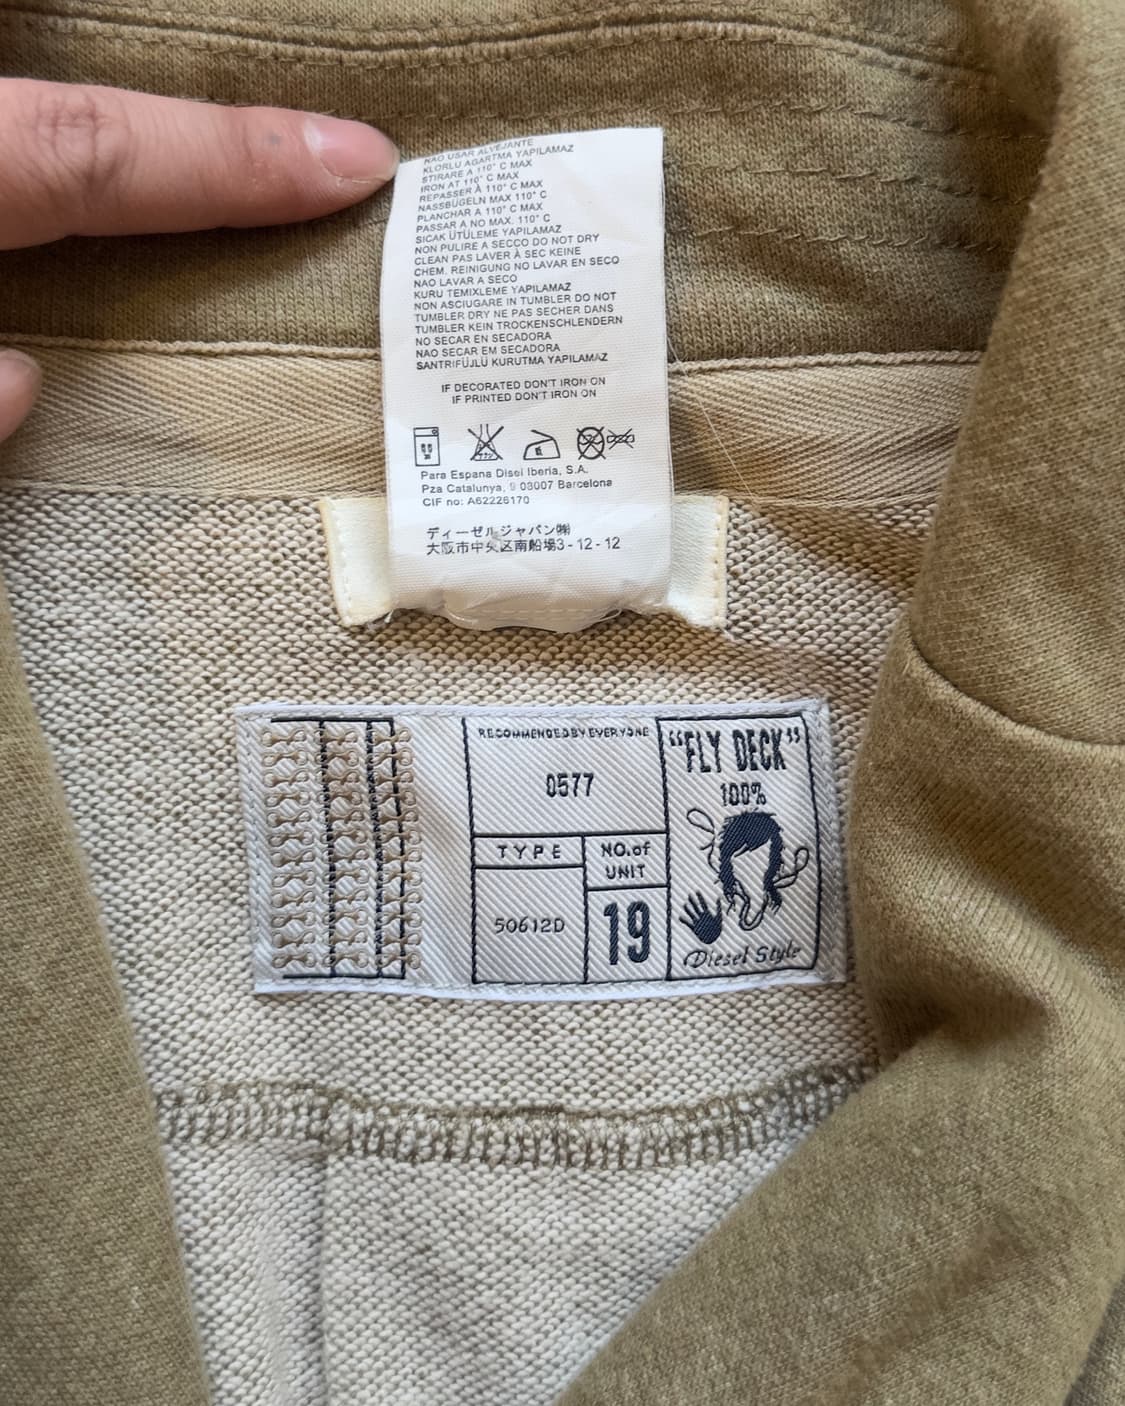 NAO USAR ALVEJANTE
KLORLU AGARTMA YAPILAMAZ
STIRARE A 110° C MAX
IRON AT 110° C MAX
REPASSER À 110° C MAX
NASSBÜGELN MAX 110° C
PLANCHAR A 110° C MAX
PASSAR A NO MAX. 110° C
SICAK ÜTÜLEME YAPILAMAZ
NON PULIRE A SECCO DO NOT DRY
CLEAN PAS LAVER À SEC KEINE
CHEM. REINIGUNG NO LAVAR EN SECO
NAO LAVAR A SECO
KURU TEMIXLEME YAPILAMAZ
NON ASCIUGARE IN TUMBLER DO NOT
TUMBLER DRY NE PAS SECHER DANS
TUMBLER KEIN TROCKENSCHLENDERN
NO SECAR EN SECADORA
NAO SECAR EM SECADORA
SANTRIFÜJLÜ KURUTMA YAPILAMAZ
IF DECORATED DON'T IRON ON
IF PRINTED DON'T IRON ON
Para Espana Disel Iberia, S.A.
Pza Catalunya, 9 08007 Barcelona
CIF no: A62226170
ディーゼルジャパン㈱
大阪市中央区南船場3-12-12
RECOMMENDED BY EVERYONE
0577
TYPE
50612D
NO.of
UNIT
19
"FLY DECK"
100%
Diesel Style